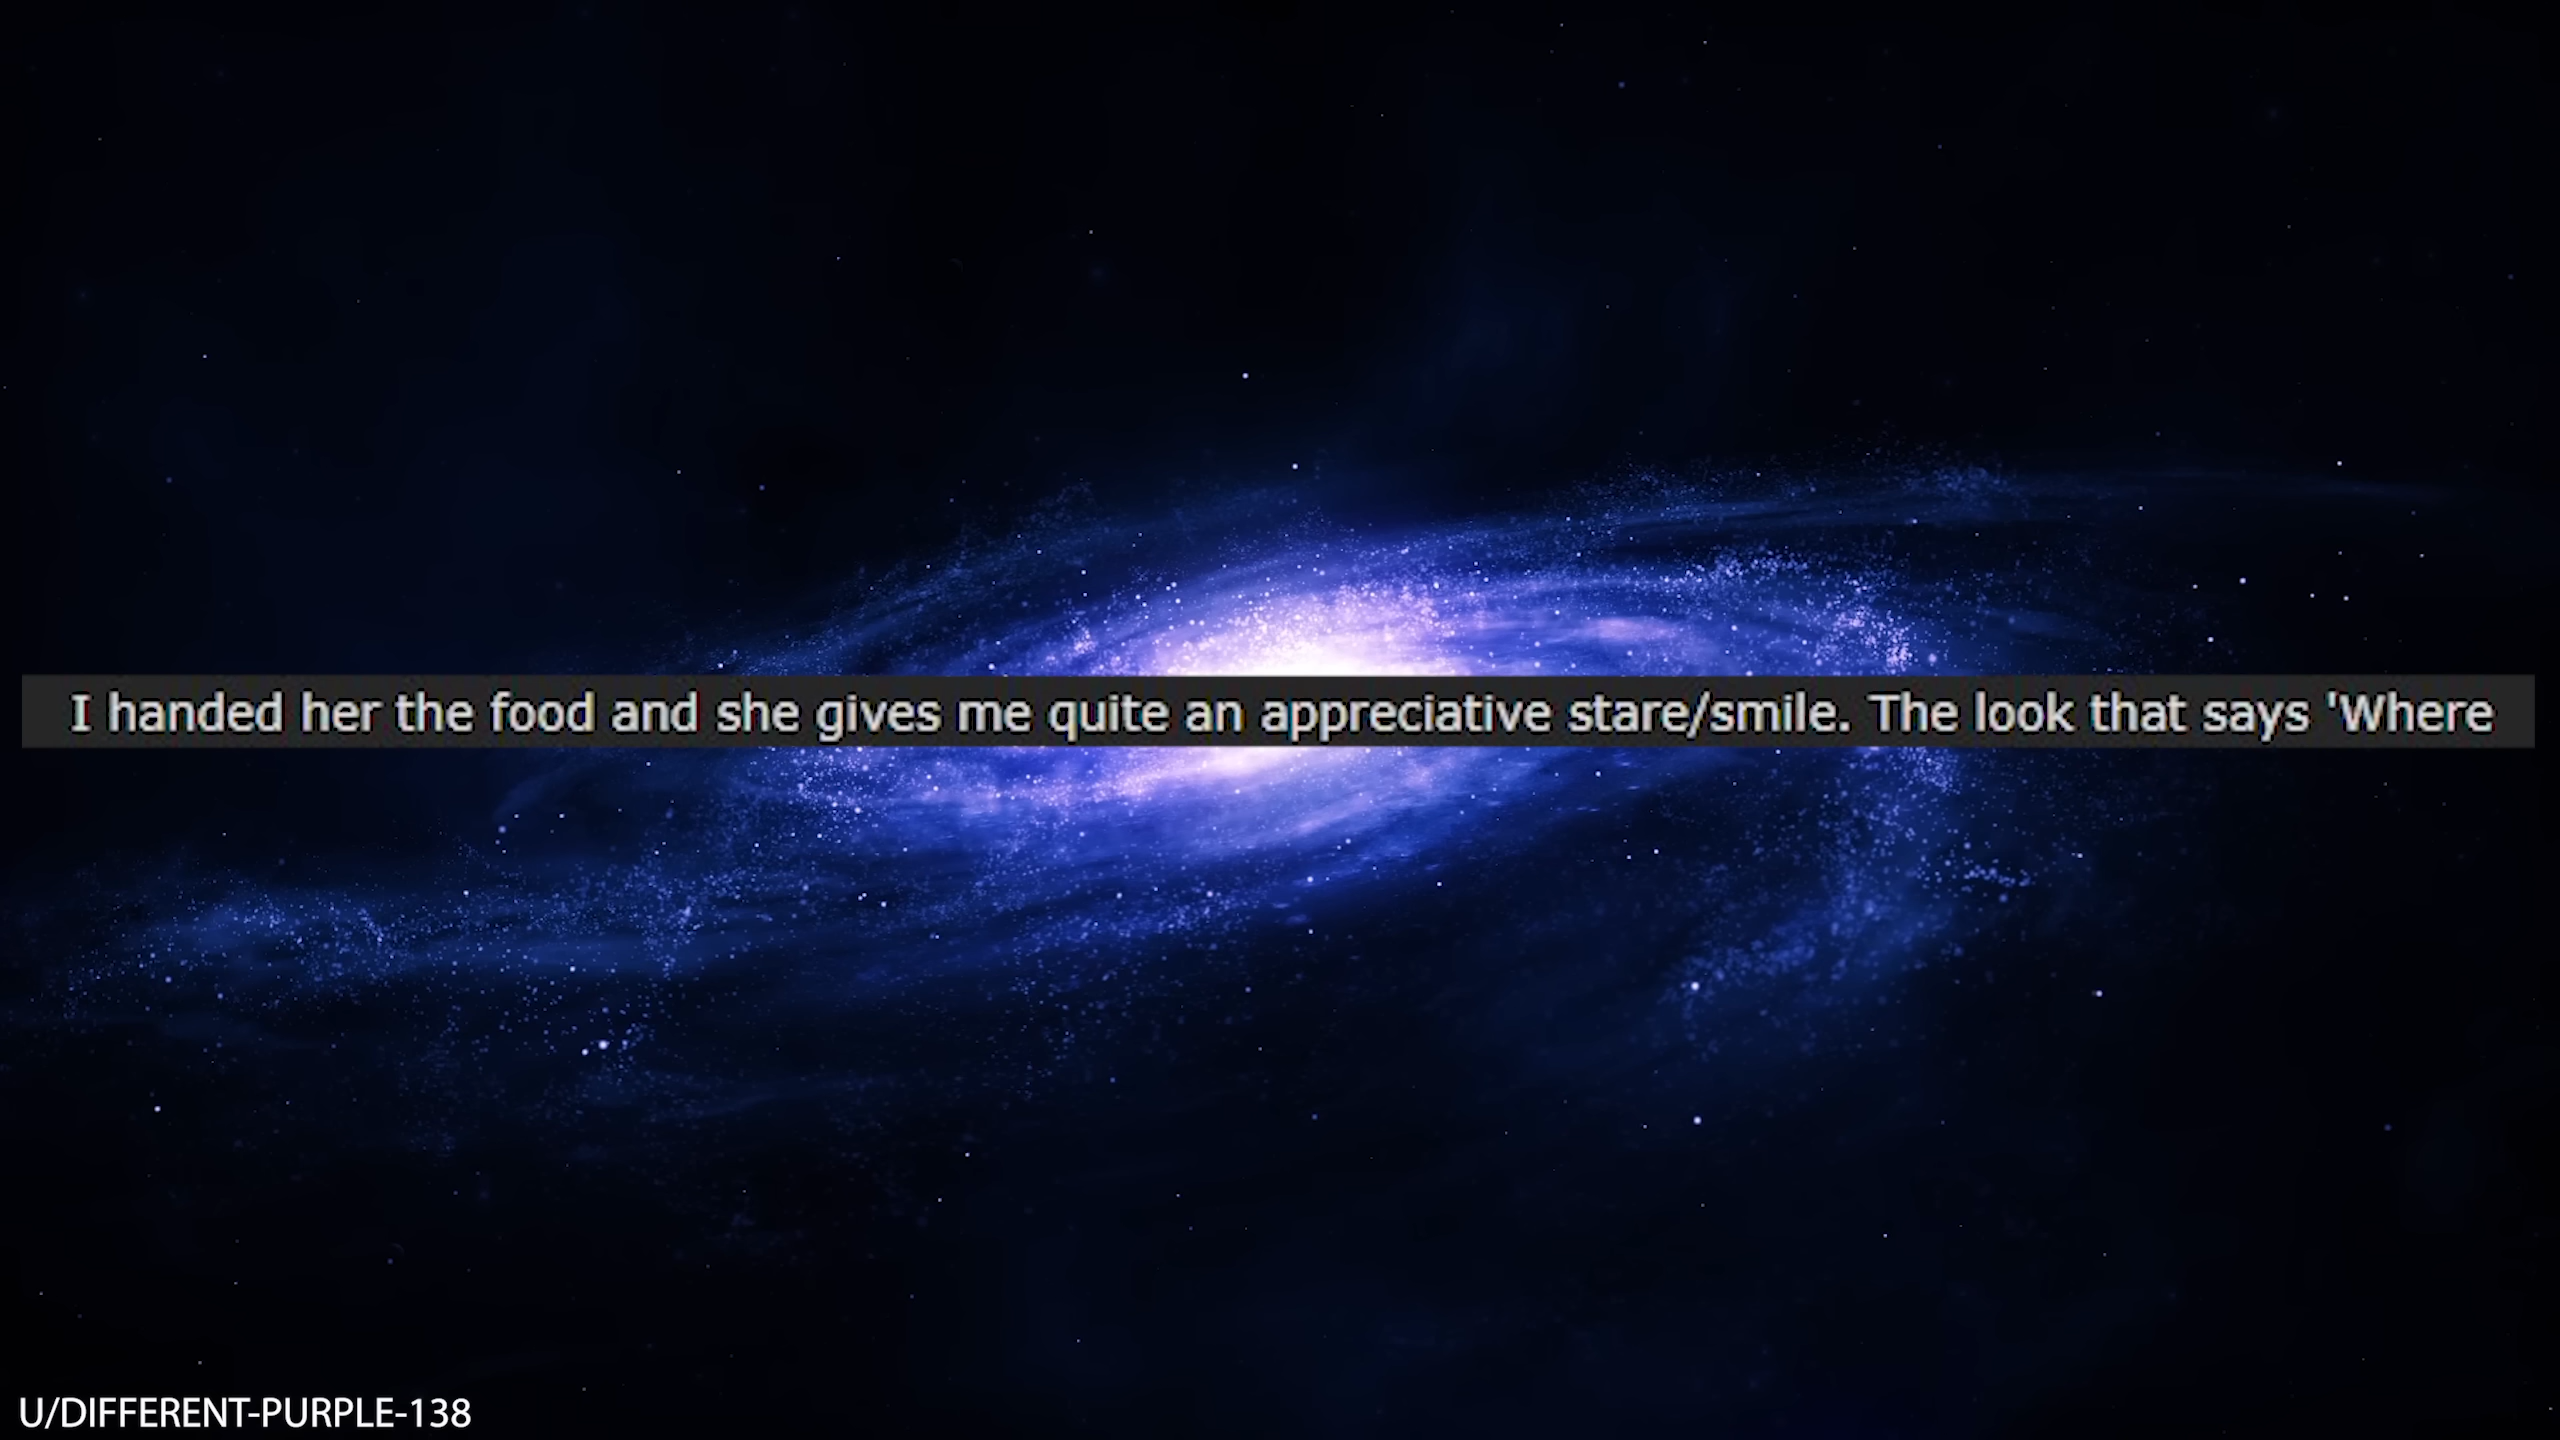 I handed her the food and she gives me quite an appreciative stare/smile. The look that says 'Where
U/DIFFERENT-PURPLE-138